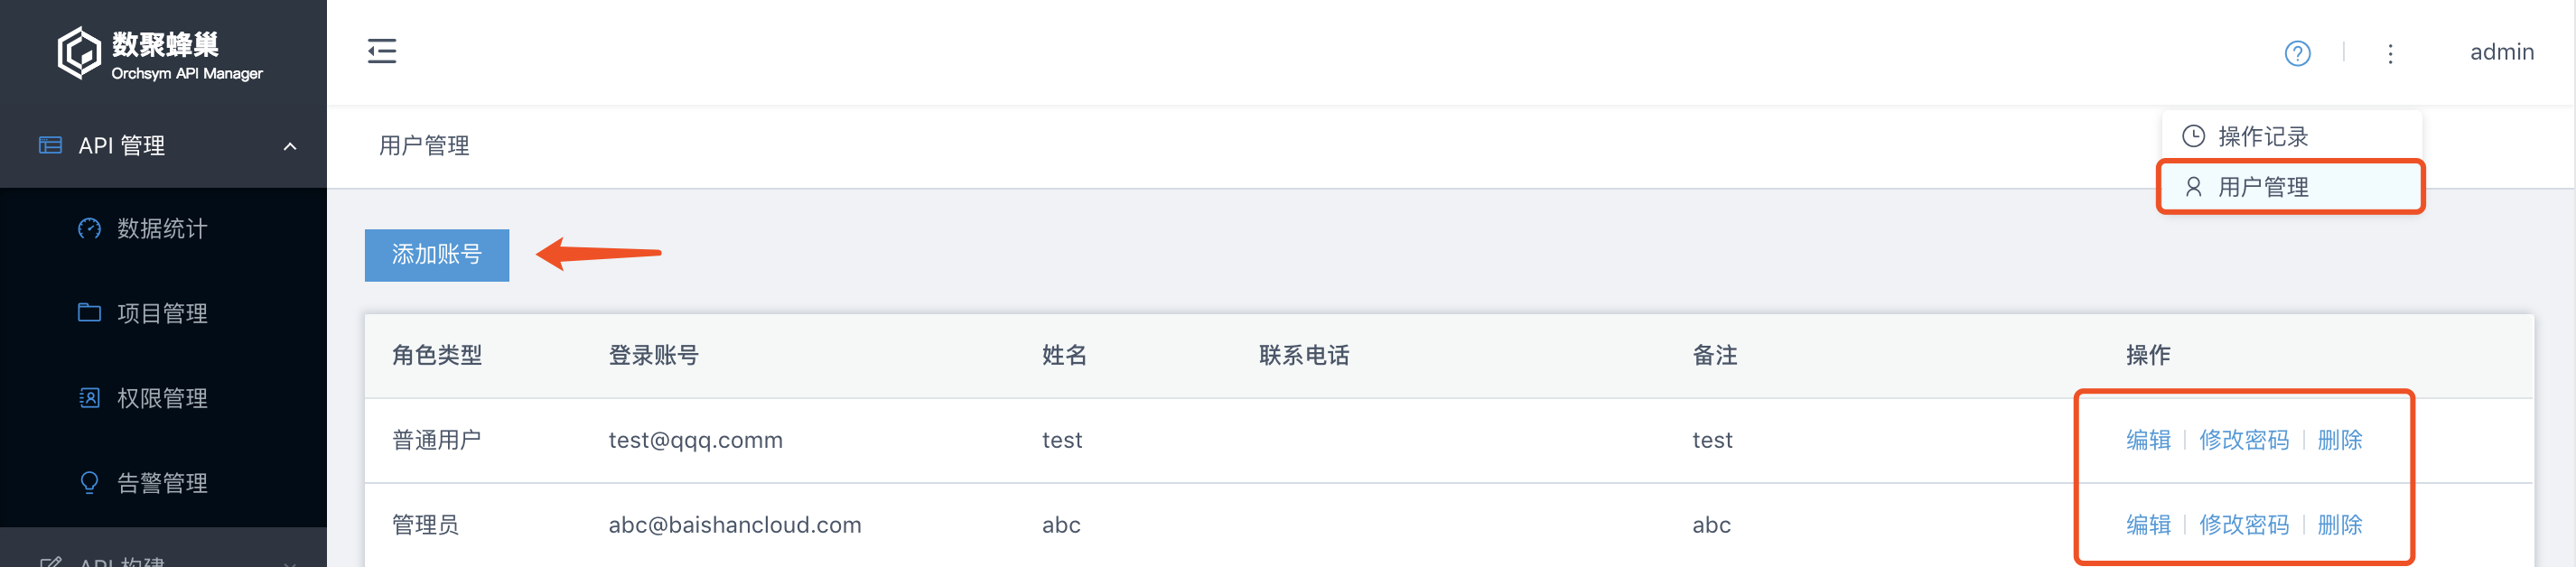 数聚蜂巢
Orchsym API Manager
admin
API 管理
用户管理
操作记录
用户管理
数据统计
添加账号
项目管理
角色类型 登录账号 姓名 联系电话 备注 操作
权限管理
普通用户 test@qqq.comm test test 编辑 修改密码 删除
告警管理
管理员 abc@baishancloud.com abc abc 编辑 修改密码 删除
API 构建